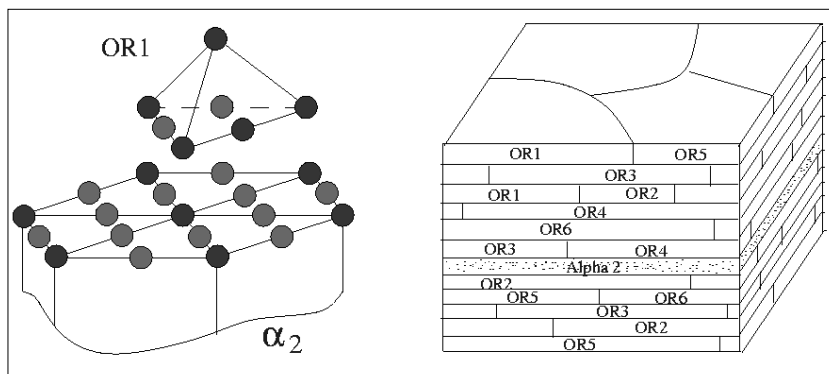 OR1
α2
OR1 OR5
OR3
OR1 OR2
OR4
OR6
OR3 OR4
Alpha 2
OR2
OR5 OR6
OR3
OR2
OR5